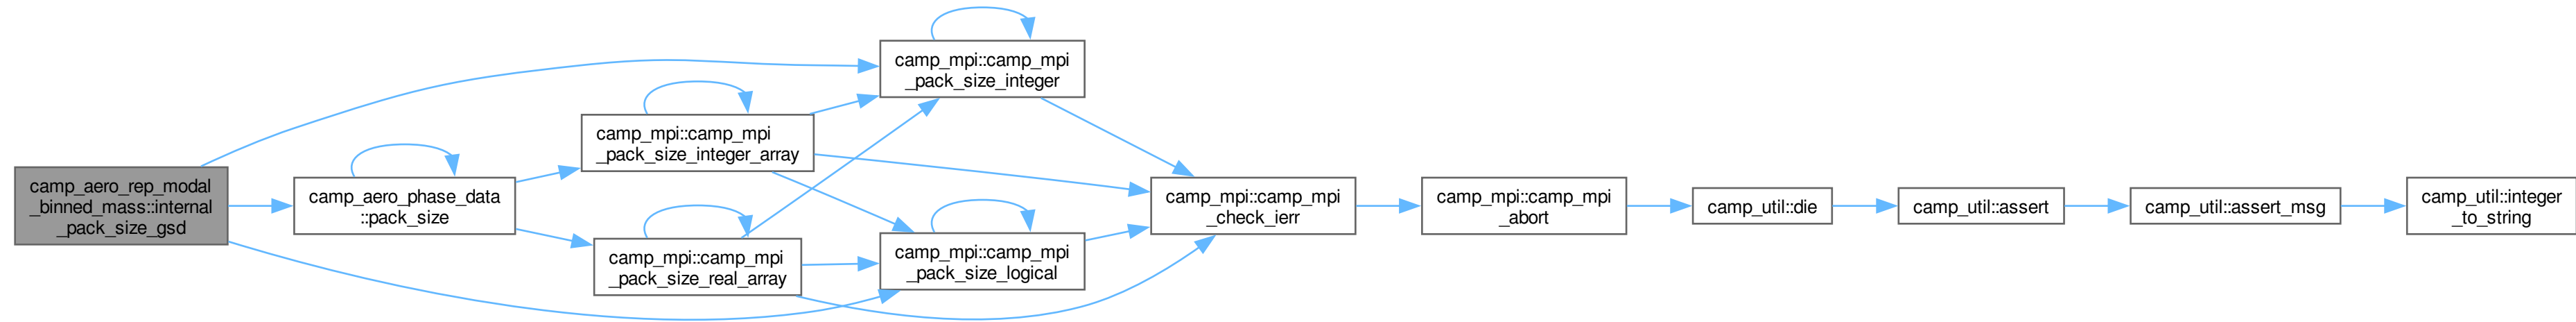 camp_aero_rep_modal
_binned_mass::internal
_pack_size_gsd
camp_aero_phase_data
::pack_size
camp_mpi::camp_mpi
_pack_size_integer_array
camp_mpi::camp_mpi
_pack_size_real_array
camp_mpi::camp_mpi
_pack_size_integer
camp_mpi::camp_mpi
_pack_size_logical
camp_mpi::camp_mpi
_check_ierr
camp_mpi::camp_mpi
_abort
camp_util::die
camp_util::assert
camp_util::assert_msg
camp_util::integer
_to_string